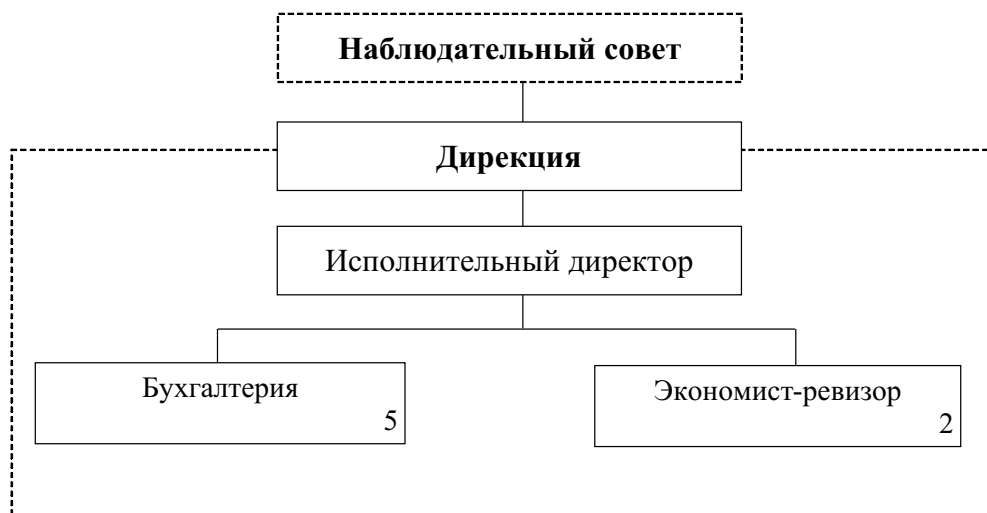 Наблюдательный совет
Дирекция
Исполнительный директор
Бухгалтерия
5
Экономист-ревизор
2